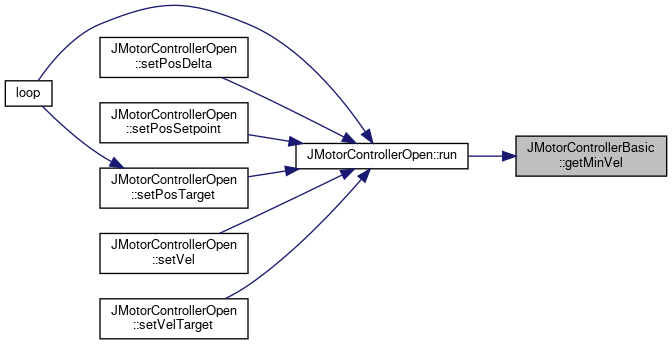 loop
JMotorControllerOpen
::setPosDelta
JMotorControllerOpen
::setPosSetpoint
JMotorControllerOpen
::setPosTarget
JMotorControllerOpen
::setVel
JMotorControllerOpen
::setVelTarget
JMotorControllerOpen::run
JMotorControllerBasic
::getMinVel